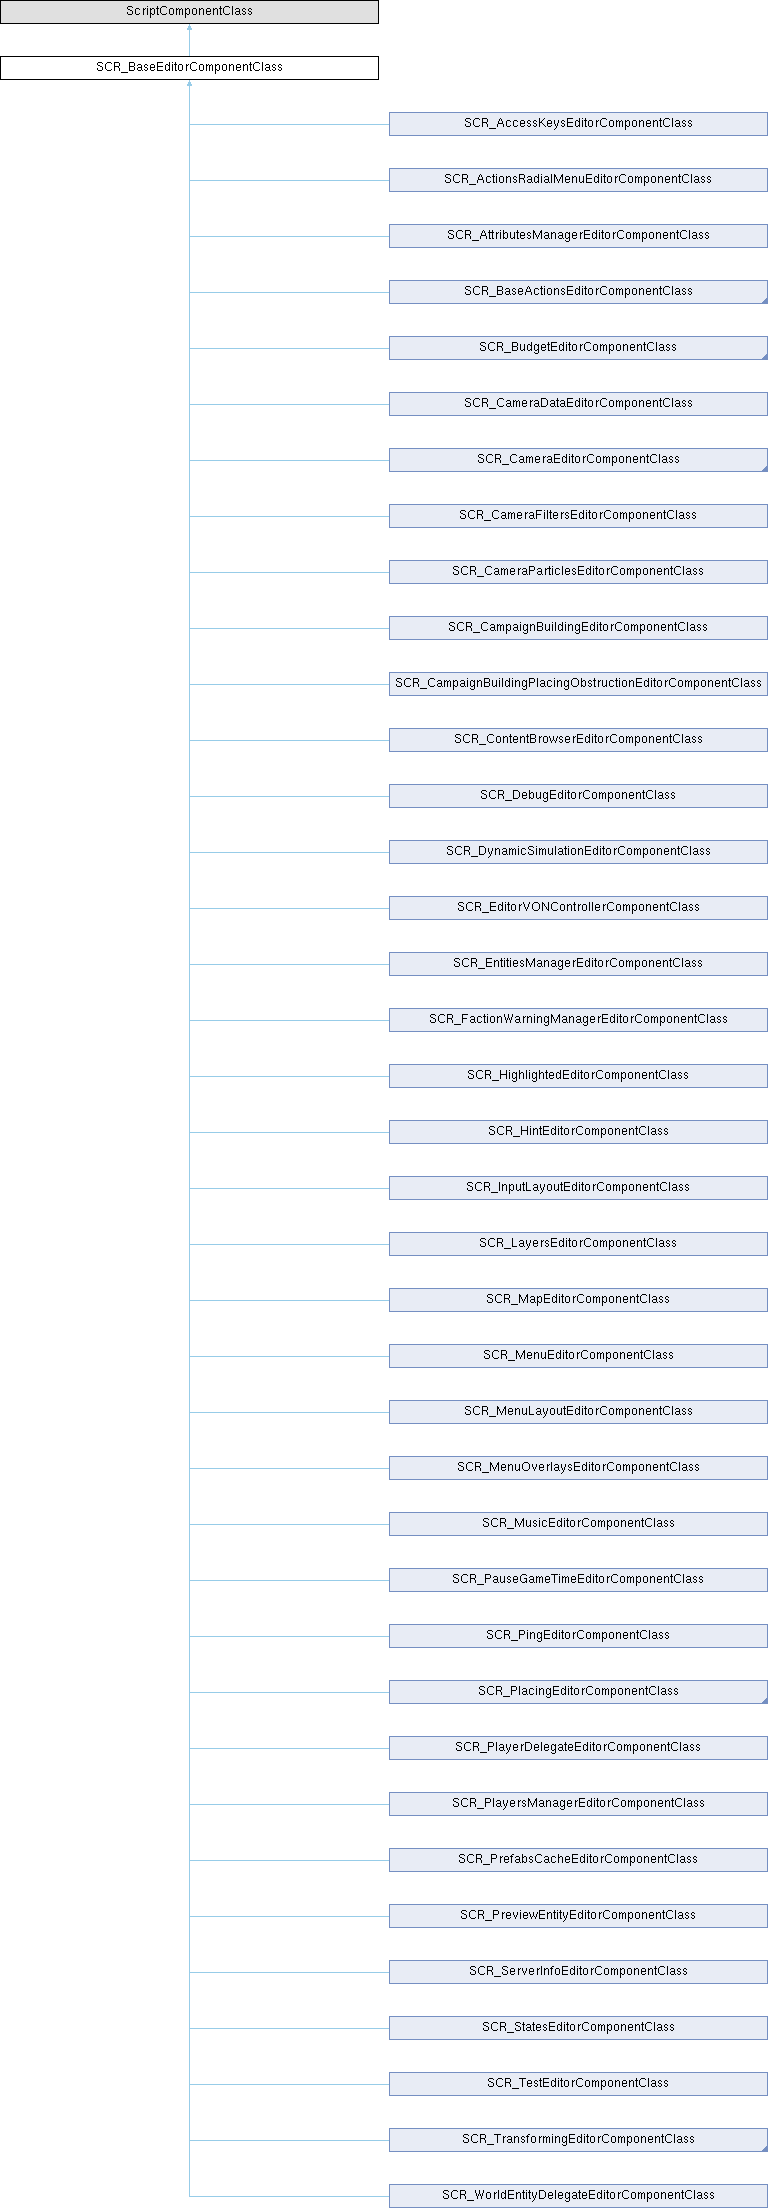 ScriptComponentClass
SCR_BaseEditorComponentClass
SCR_AccessKeysEditorComponentClass
SCR_ActionsRadialMenuEditorComponentClass
SCR_AttributesManagerEditorComponentClass
SCR_BaseActionsEditorComponentClass
SCR_BudgetEditorComponentClass
SCR_CameraDataEditorComponentClass
SCR_CameraEditorComponentClass
SCR_CameraFiltersEditorComponentClass
SCR_CameraParticlesEditorComponentClass
SCR_CampaignBuildingEditorComponentClass
SCR_CampaignBuildingPlacingObstructionEditorComponentClass
SCR_ContentBrowserEditorComponentClass
SCR_DebugEditorComponentClass
SCR_DynamicSimulationEditorComponentClass
SCR_EditorVONControllerComponentClass
SCR_EntitiesManagerEditorComponentClass
SCR_FactionWarningManagerEditorComponentClass
SCR_HighlightedEditorComponentClass
SCR_HintEditorComponentClass
SCR_InputLayoutEditorComponentClass
SCR_LayersEditorComponentClass
SCR_MapEditorComponentClass
SCR_MenuEditorComponentClass
SCR_MenuLayoutEditorComponentClass
SCR_MenuOverlaysEditorComponentClass
SCR_MusicEditorComponentClass
SCR_PauseGameTimeEditorComponentClass
SCR_PingEditorComponentClass
SCR_PlacingEditorComponentClass
SCR_PlayerDelegateEditorComponentClass
SCR_PlayersManagerEditorComponentClass
SCR_PrefabsCacheEditorComponentClass
SCR_PreviewEntityEditorComponentClass
SCR_ServerInfoEditorComponentClass
SCR_StatesEditorComponentClass
SCR_TestEditorComponentClass
SCR_TransformingEditorComponentClass
SCR_WorldEntityDelegateEditorComponentClass